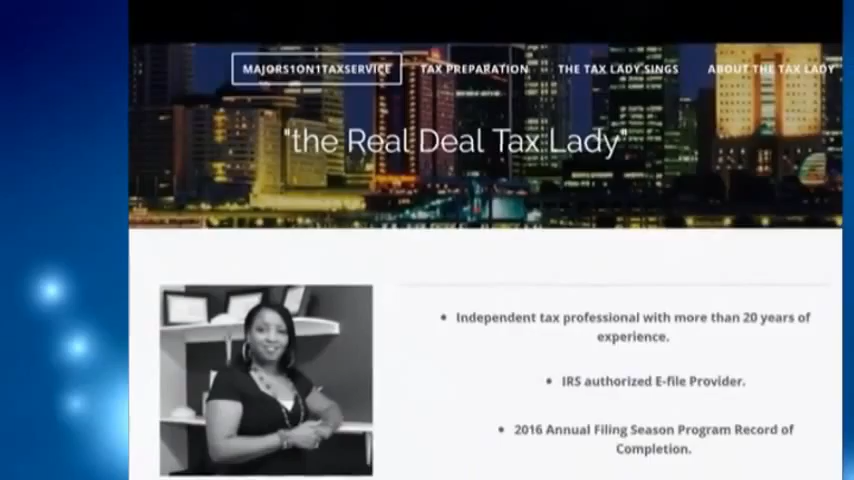 MAJORS1ON1TAXSERVICE TAX PREPARATION THE TAX LADY SINGS ABOUT THE TAX LADY
"the Real Deal Tax Lady"
• Independent tax professional with more than 20 years of
experience.
• IRS authorized E-file Provider.
• 2016 Annual Filing Season Program Record of
Completion.